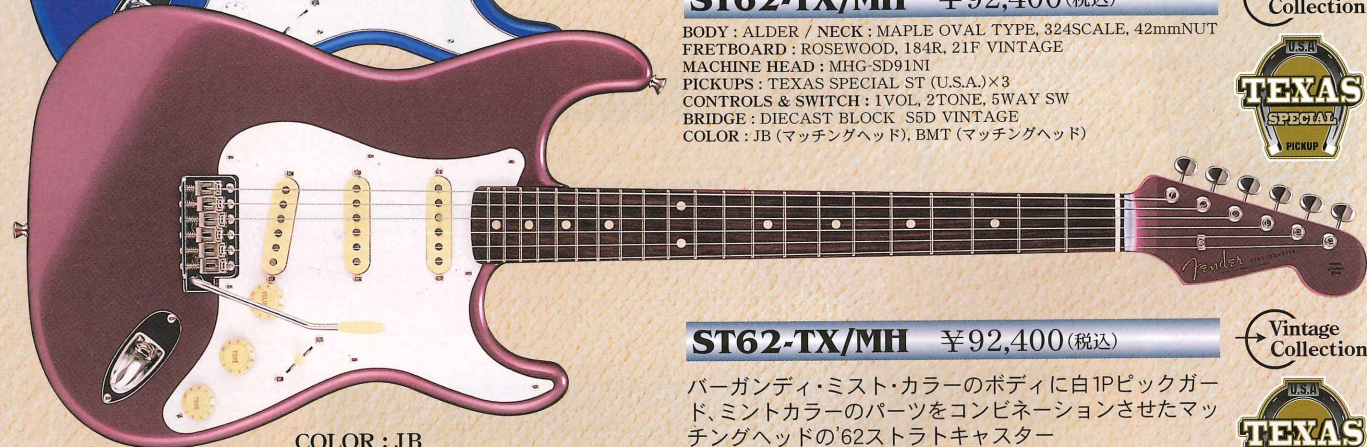 ST62-TX/MH ¥92,400(税込)
Collection
BODY : ALDER / NECK : MAPLE OVAL TYPE, 324SCALE, 42mmNUT
FRETBOARD : ROSEWOOD, 184R, 21F VINTAGE
MACHINE HEAD : MHG-SD91NI
PICKUPS : TEXAS SPECIAL ST (U.S.A.)×3
CONTROLS & SWITCH : 1VOL, 2TONE, 5WAY SW
BRIDGE : DIECAST BLOCK S5D VINTAGE
COLOR : JB (マッチングヘッド), BMT (マッチングヘッド)
U.S.A
TEXAS
SPECIAL
PICKUP
Fender STRATOCASTER
VOLUME
TONE
TONE
ST62-TX/MH ¥92,400(税込)
Vintage
Collection
バーガンディ・ミスト・カラーのボディに白1Pピックガー
ド、ミントカラーのパーツをコンビネーションさせたマッ
チングヘッドの'62ストラトキャスター
U.S.A
TEXAS
COLOR : JB